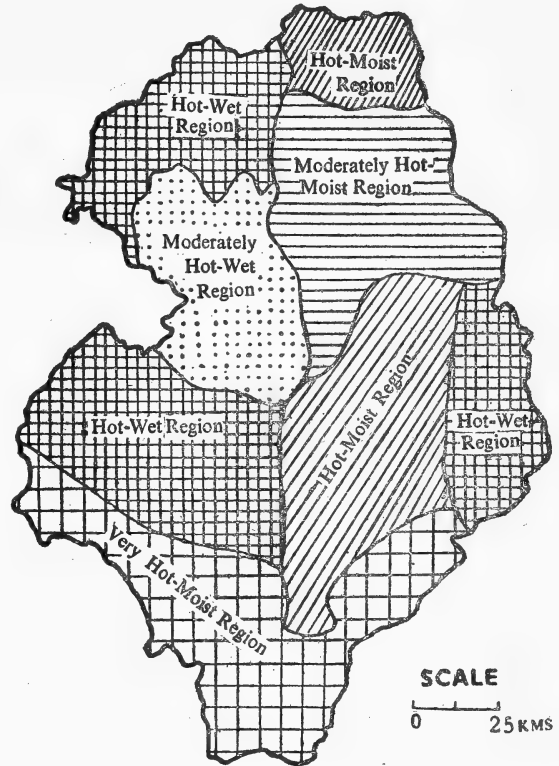 Hot-Moist
Region
Hot-Wet
Region
Moderately Hot-
Moist Region
Moderately
Hot-Wet
Region
Hot-Wet Region
Hot-Moist Region
Hot-Wet
Region
Very Hot-Moist Region
SCALE
0 25 KMS